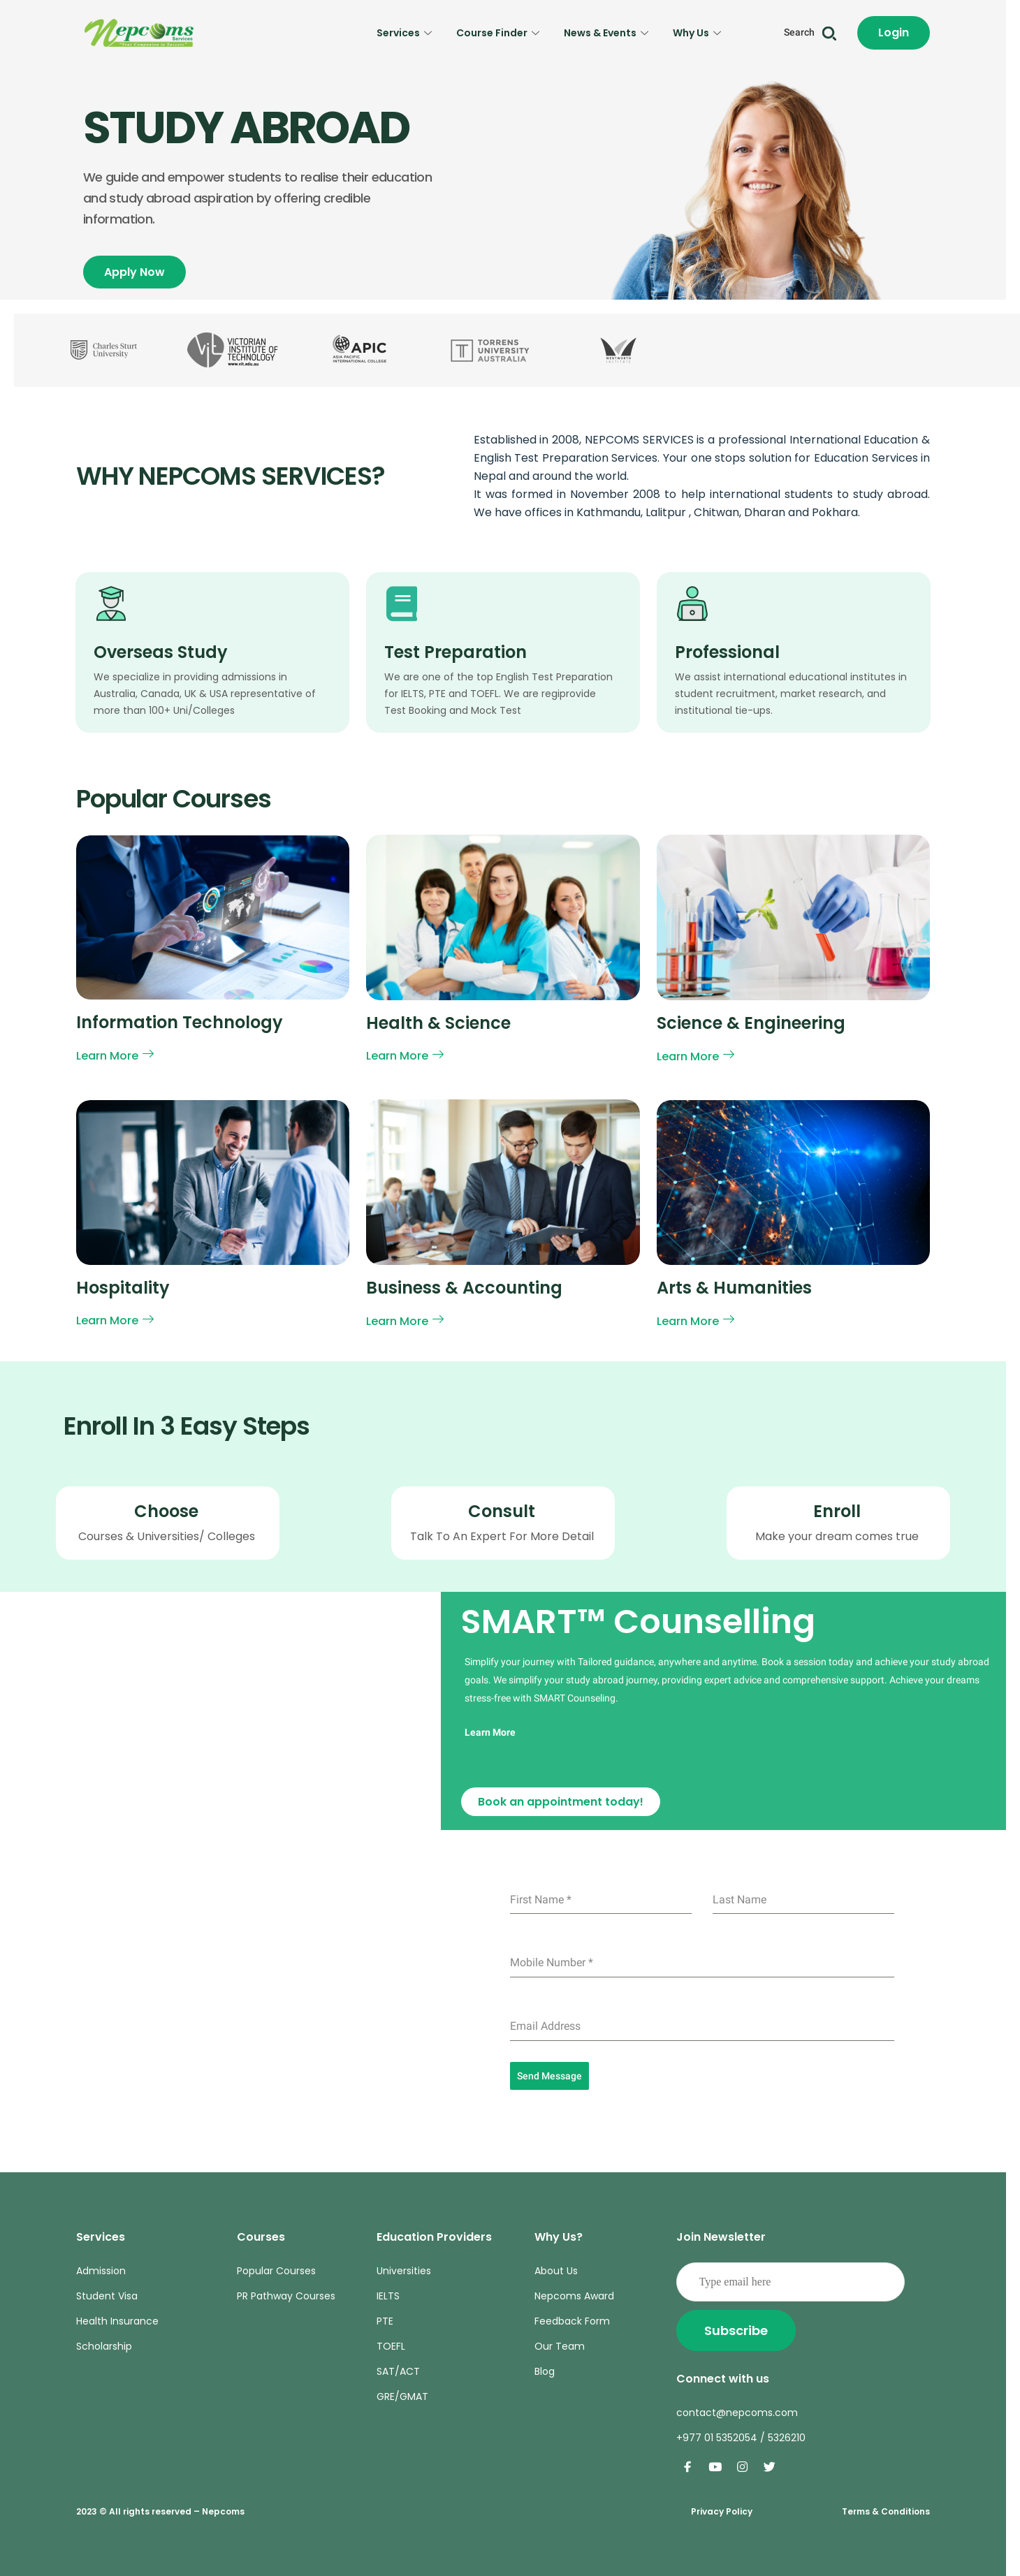 Nepcoms
Services
"Your Companion to Success"
Services
Course Finder
News & Events
Why Us
Search
Login
STUDY ABROAD
We guide and empower students to realise their education
and study abroad aspiration by offering credible
information.
Apply Now
Charles Sturt
University
VIT
VICTORIAN
INSTITUTE OF
TECHNOLOGY
www.vit.edu.au
APIC
ASIA PACIFIC
INTERNATIONAL COLLEGE
T
TORRENS
UNIVERSITY
AUSTRALIA
WENTWORTH
INSTITUTE
WHY NEPCOMS SERVICES?
Established in 2008, NEPCOMS SERVICES is a professional International Education &
English Test Preparation Services. Your one stops solution for Education Services in
Nepal and around the world.
It was formed in November 2008 to help international students to study abroad.
We have offices in Kathmandu, Lalitpur , Chitwan, Dharan and Pokhara.
Overseas Study
We specialize in providing admissions in
Australia, Canada, UK & USA representative of
more than 100+ Uni/Colleges
Test Preparation
We are one of the top English Test Preparation
for IELTS, PTE and TOEFL. We are regiprovide
Test Booking and Mock Test
Professional
We assist international educational institutes in
student recruitment, market research, and
institutional tie-ups.
Popular Courses
Information Technology
Learn More
Health & Science
Learn More
Science & Engineering
Learn More
Hospitality
Learn More
Business & Accounting
Learn More
Arts & Humanities
Learn More
Enroll In 3 Easy Steps
Choose
Courses & Universities/ Colleges
Consult
Talk To An Expert For More Detail
Enroll
Make your dream comes true
SMART™ Counselling
Simplify your journey with Tailored guidance, anywhere and anytime. Book a session today and achieve your study abroad
goals. We simplify your study abroad journey, providing expert advice and comprehensive support. Achieve your dreams
stress-free with SMART Counseling.
Learn More
Book an appointment today!
First Name *
Last Name
Mobile Number *
Email Address
Send Message
Services
Admission
Student Visa
Health Insurance
Scholarship
Courses
Popular Courses
PR Pathway Courses
Education Providers
Universities
IELTS
PTE
TOEFL
SAT/ACT
GRE/GMAT
Why Us?
About Us
Nepcoms Award
Feedback Form
Our Team
Blog
Join Newsletter
Type email here
Subscribe
Connect with us
contact@nepcoms.com
+977 01 5352054 / 5326210
2023 © All rights reserved – Nepcoms
Privacy Policy
Terms & Conditions